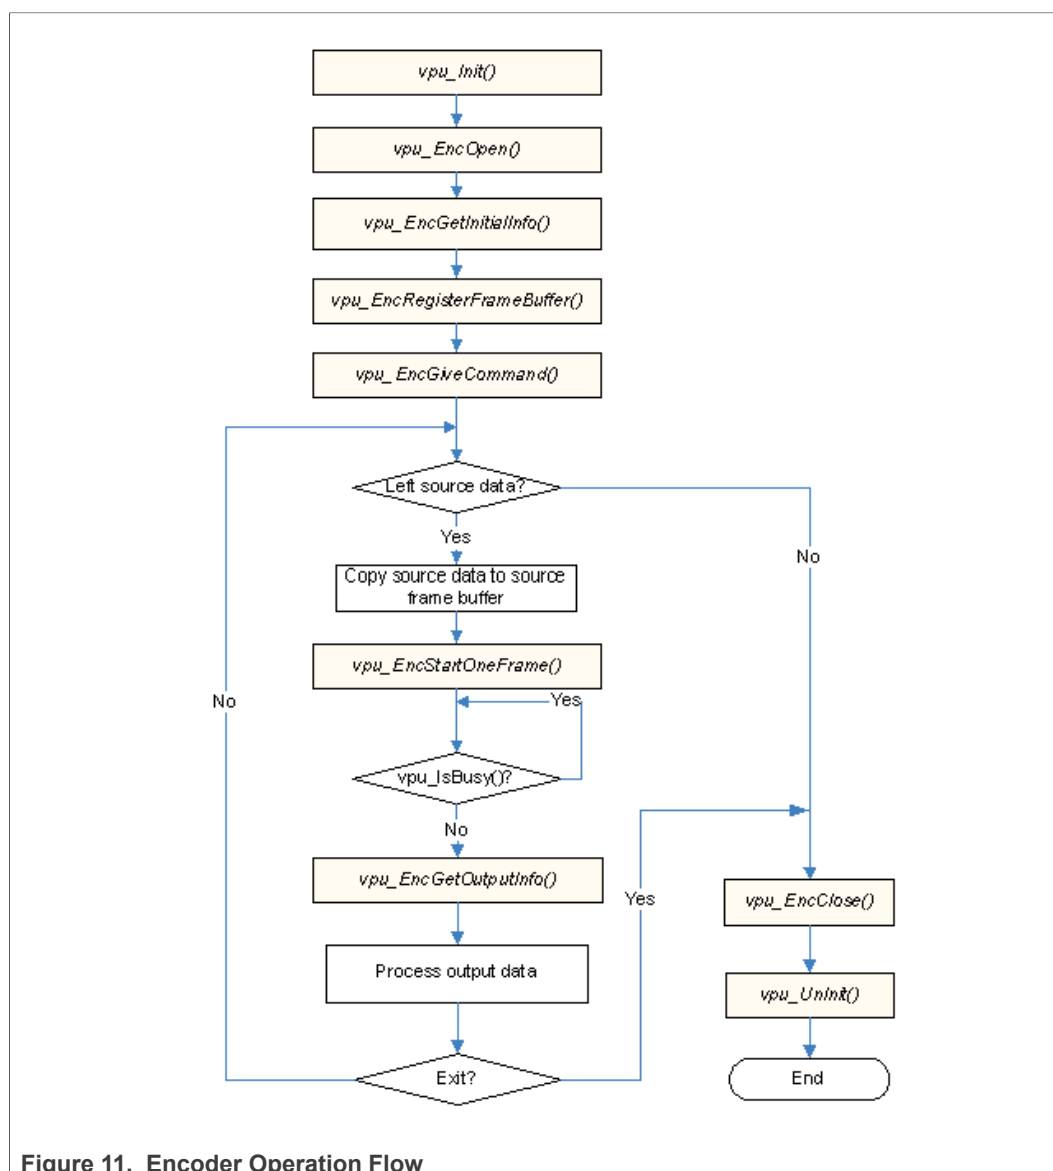 vpu_Init()
vpu_EncOpen()
vpu_EncGetInitialInfo()
vpu_EncRegisterFrameBuffer()
vpu_EncGiveCommand()
Left source data?
Yes
No
Copy source data to source
frame buffer
vpu_EncStartOneFrame()
No
Yes
vpu_IsBusy()?
No
vpu_EncGetOutputInfo()
Yes
vpu_EncClose()
Process output data
vpu_UnInit()
Exit?
End
Figure 11. Encoder Operation Flow